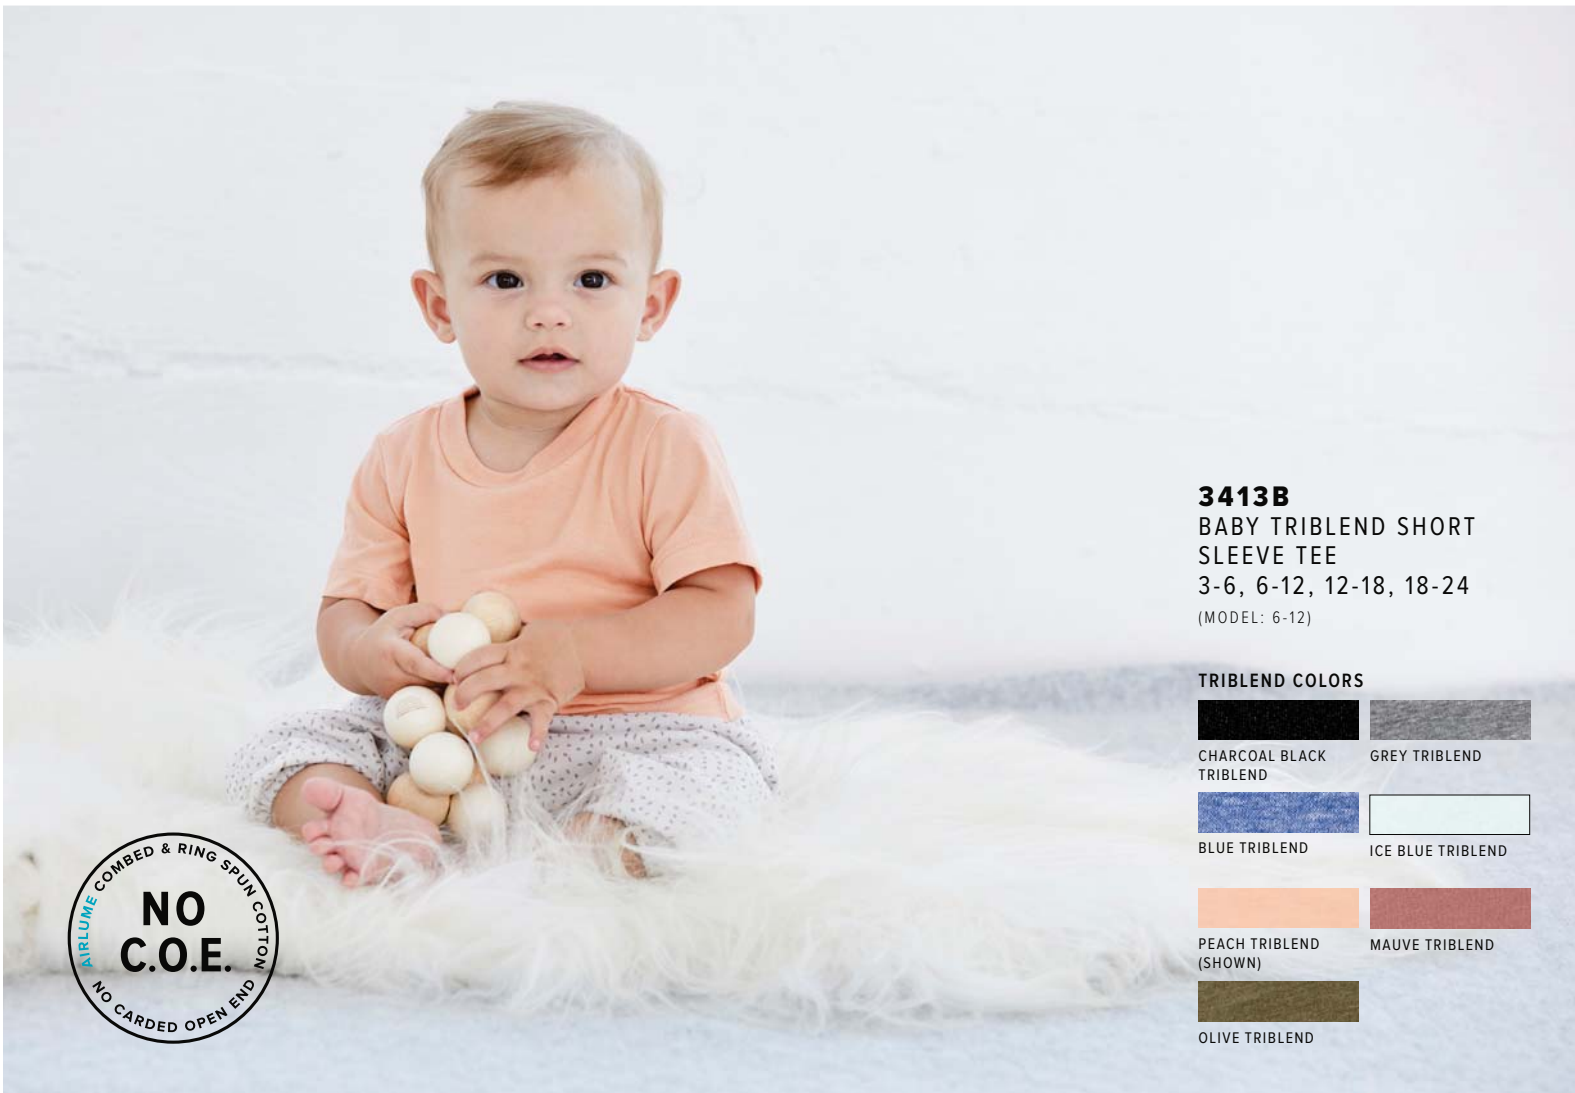 3413B
BABY TRIBLEND SHORT
SLEEVE TEE
3-6, 6-12, 12-18, 18-24
(MODEL: 6-12)
TRIBLEND COLORS
CHARCOAL BLACK
TRIBLEND
GREY TRIBLEND
BLUE TRIBLEND
ICE BLUE TRIBLEND
PEACH TRIBLEND
(SHOWN)
MAUVE TRIBLEND
OLIVE TRIBLEND
AIRLUME COMBED & RING SPUN COTTON
NO
C.O.E.
NO CARDED OPEN END